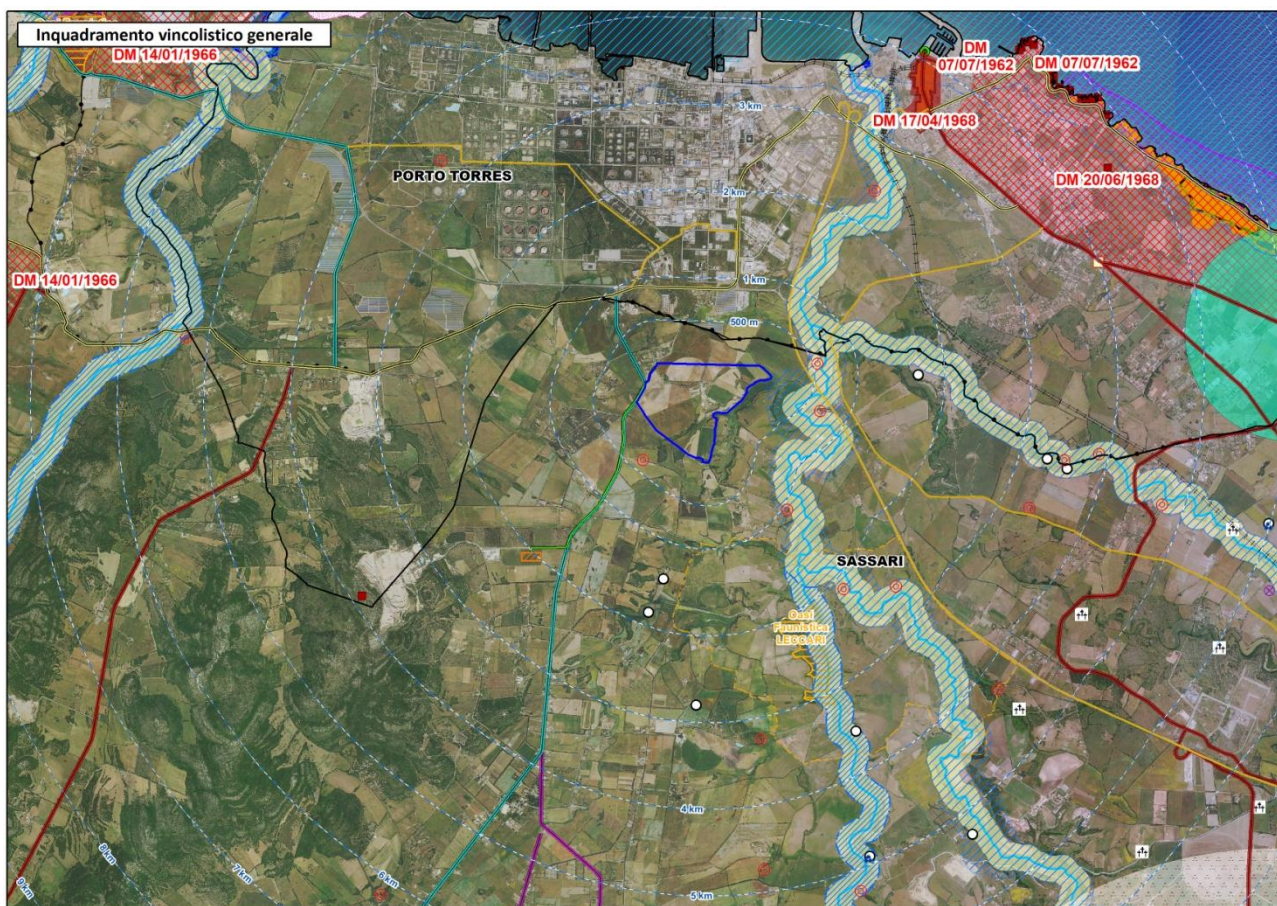 Inquadramento vincolistico generale
DM 14/01/1966
DM
07/07/1962
DM 07/07/1962
3 km
DM 17/04/1968
PORTO TORRES
DM 20/06/1968
2 km
DM 14/01/1966
1 km
500 m
SASSARI
Oasi
Faunistica
LECCARI
4 km
8 km
7 km
6 km
9 km
5 km